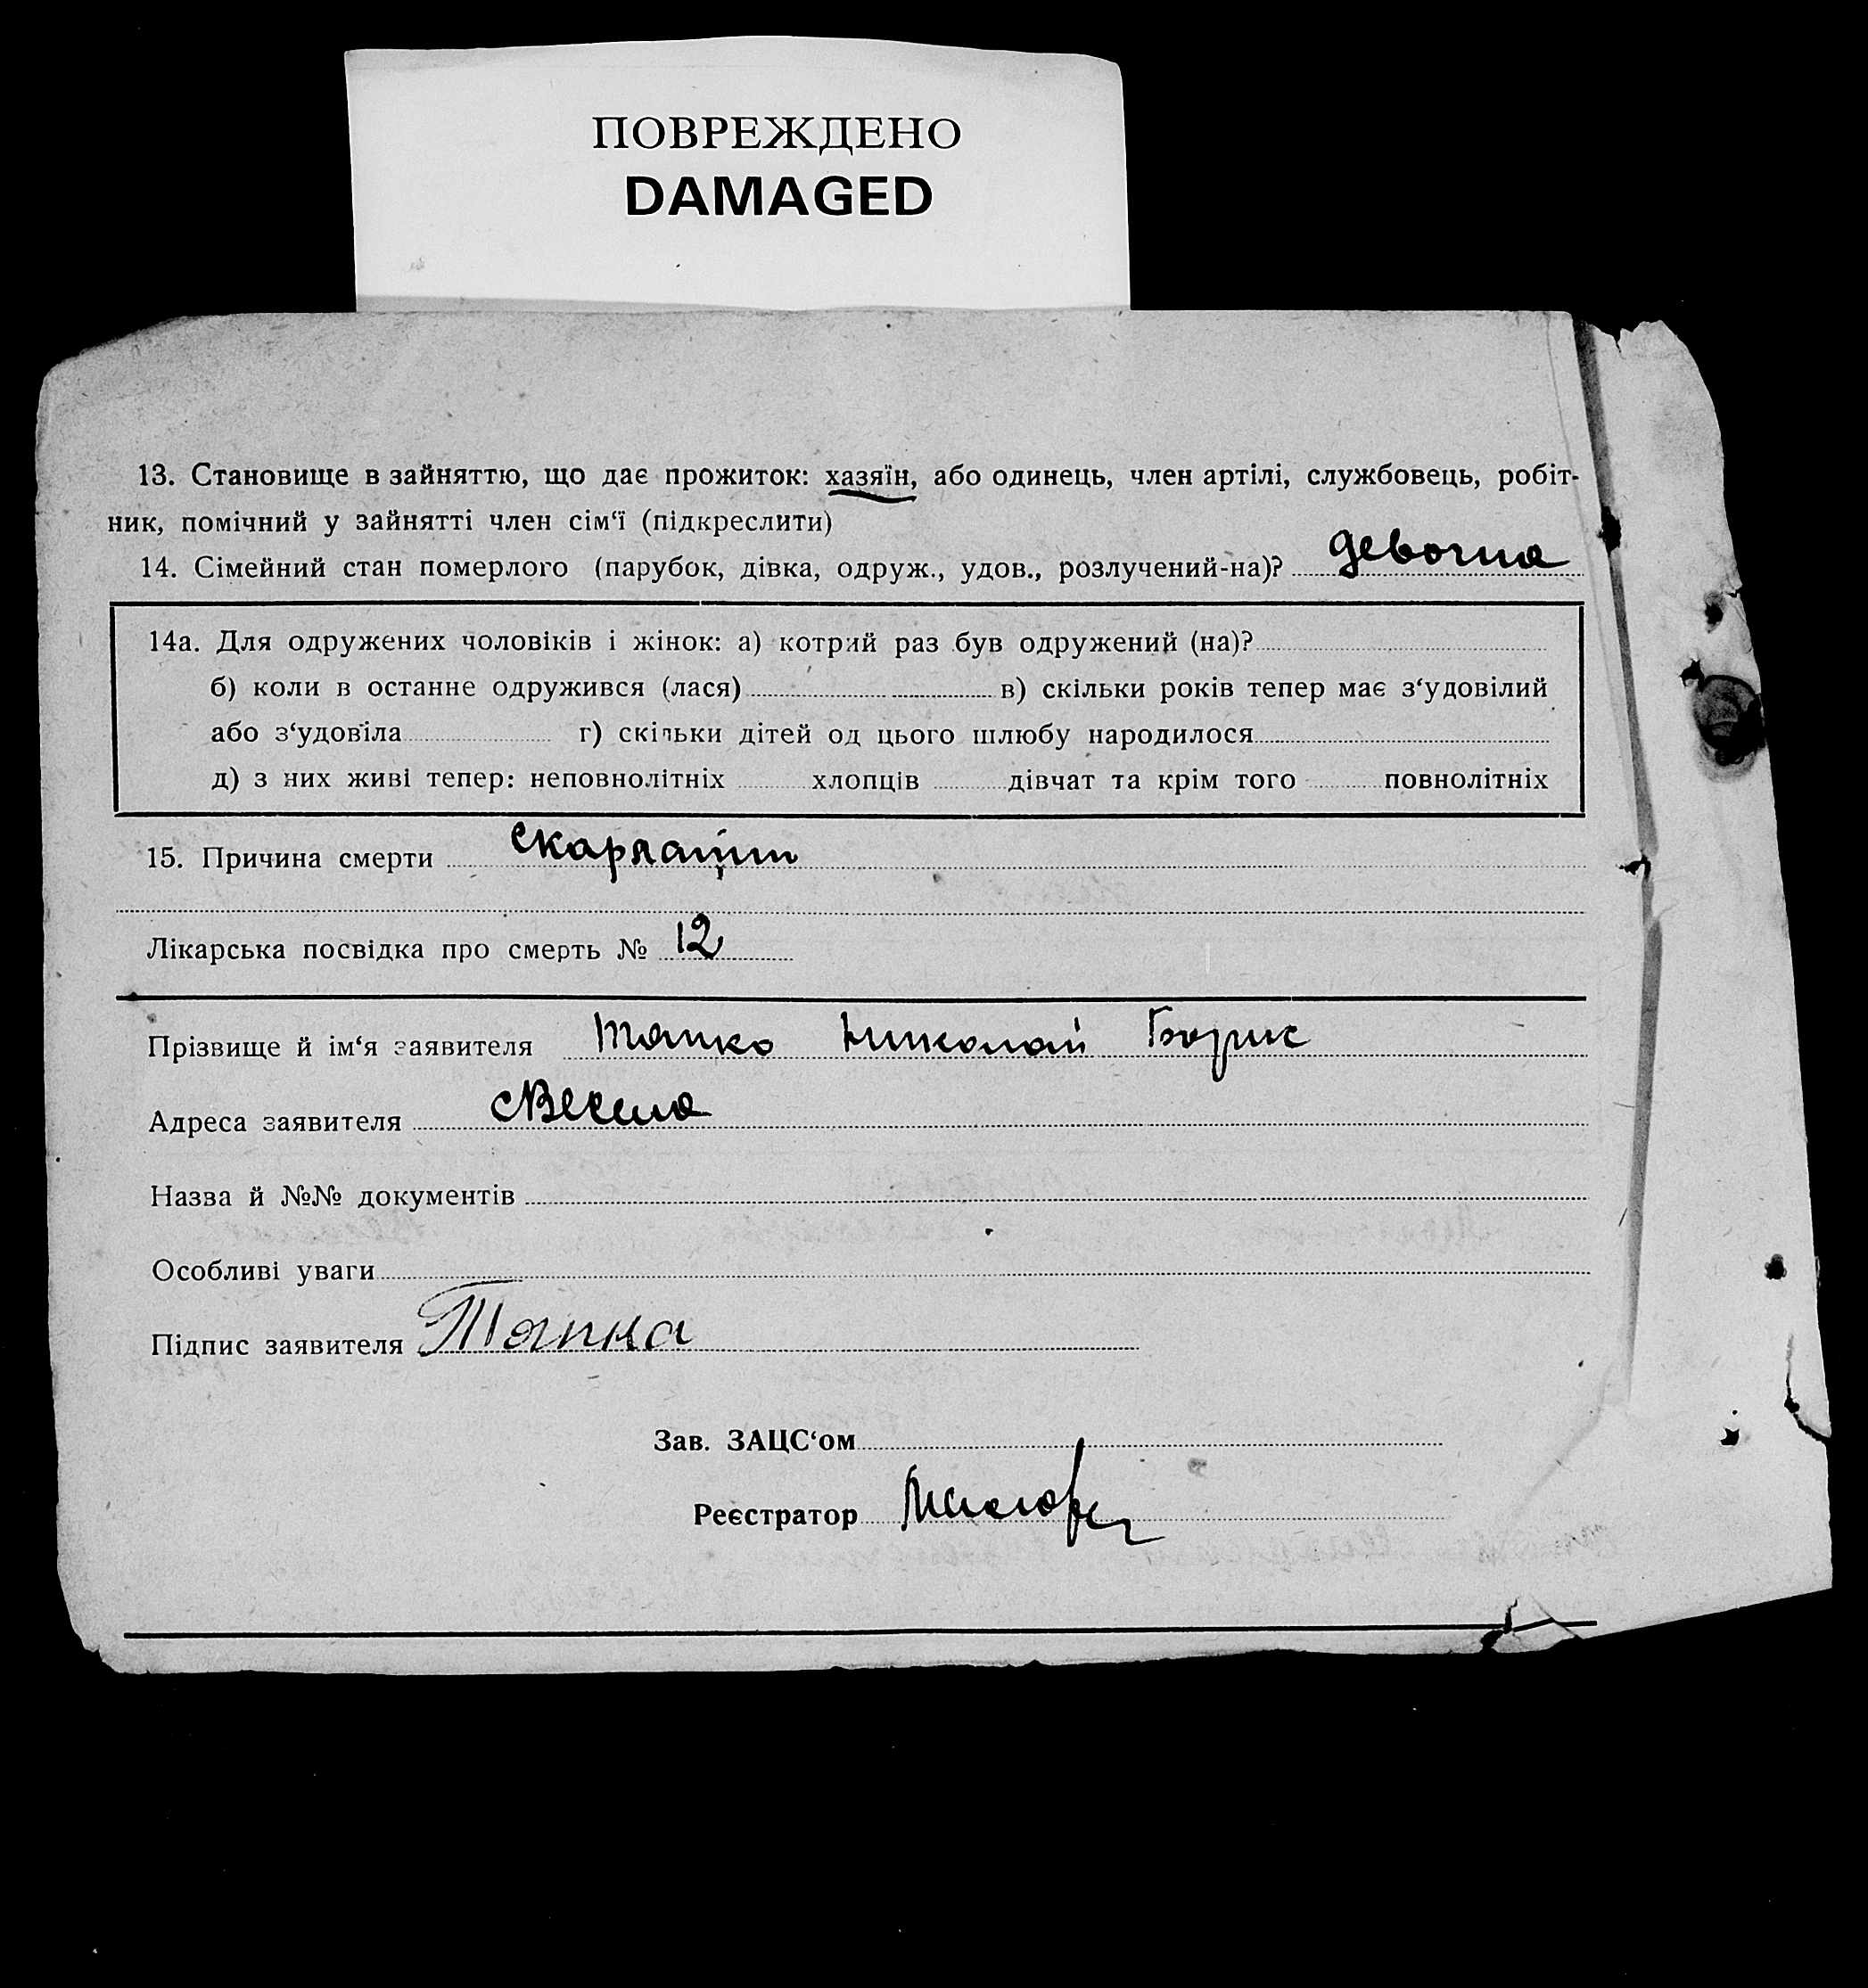 ПОВРЕЖДЕНО
DAMAGED
13. Становище в зайняттю, що дає прожиток: хазяїн, або одинець, член артілі, службовець, робіт-
ник, помічний у зайнятті член сім‘ї (підкреслити)
14. Сімейний стан померлого (парубок, дівка, одруж., удов., розлучений-на)? девочка
14а. Для одружених чоловіків і жінок: а) котрий раз був одружений (на)?
б) коли в останне одружився (лася) в) скільки років тепер має з‘удовілий
або з‘удовіла г) скільки дітей од цього шлюбу народилося
д) з них живі тепер: неповнолітніх хлопців дівчат та крім того повнолітніх
15. Причина смерти
Лікарська посвідка про смерть № 12
Прізвище й ім‘я заявителя Тапко Николай Борис
Адреса заявителя
Назва й №№ документів
Особливі уваги
Підпис заявителя
Зав. ЗАЦС‘ом
Реєстратор